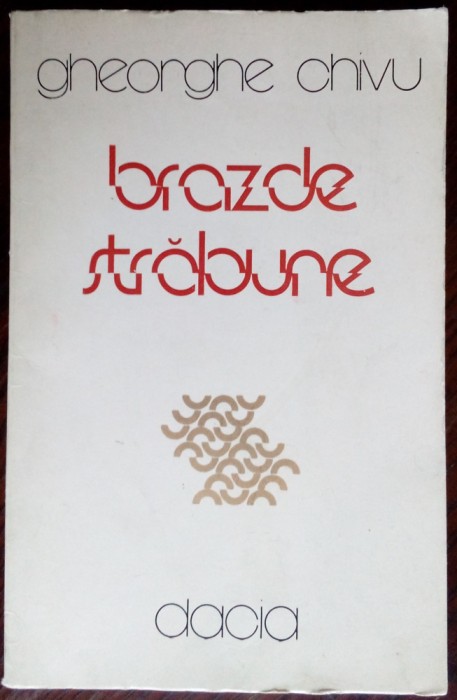 gheorghe chivu
brazde
străbune
dacia